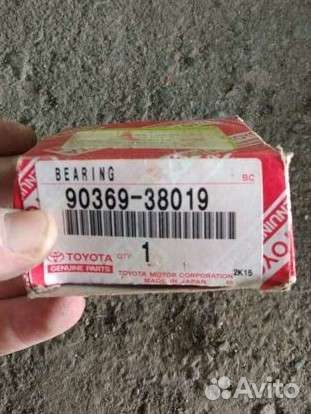 BEARING BC
90369-38019
TOYOTA QTY 1
GENUINE PARTS
TOYOTA MOTOR CORPORATION
MADE IN JAPAN 2K15
Avito